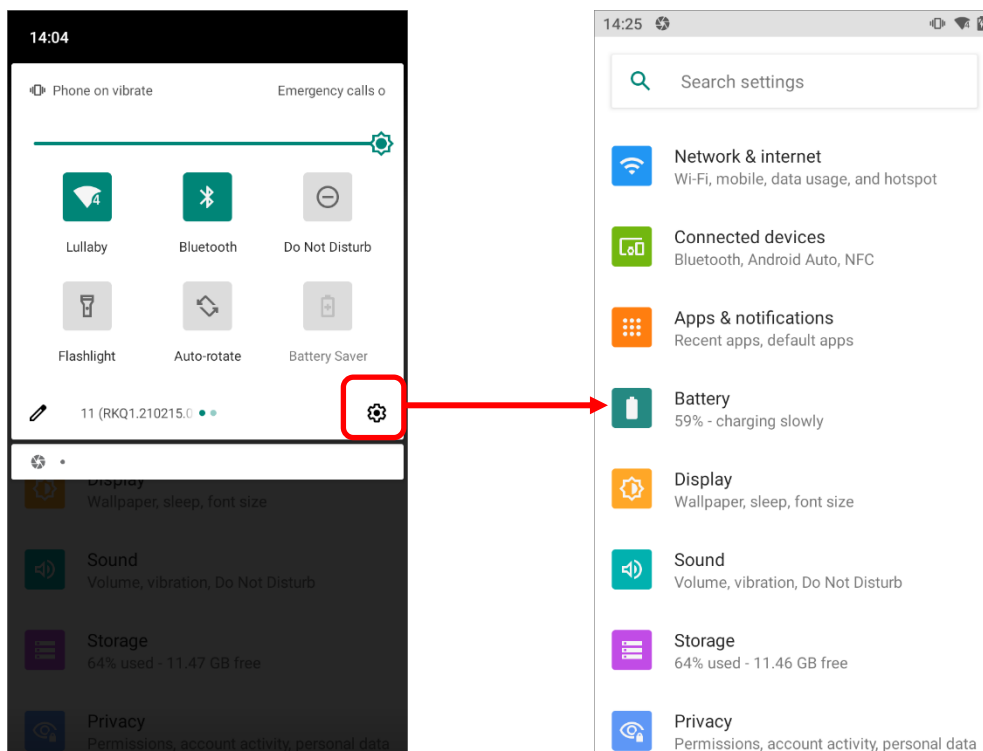 14:04
Phone on vibrate
Emergency calls o
4
Lullaby
Bluetooth
Do Not Disturb
Flashlight
Auto-rotate
Battery Saver
11 (RKQ1.210215.0
Display
Wallpaper, sleep, font size
Sound
Volume, vibration, Do Not Disturb
Storage
64% used - 11.47 GB free
Privacy
Permissions, account activity, personal data
14:25
Search settings
Network & internet
Wi-Fi, mobile, data usage, and hotspot
Connected devices
Bluetooth, Android Auto, NFC
Apps & notifications
Recent apps, default apps
Battery
59% - charging slowly
Display
Wallpaper, sleep, font size
Sound
Volume, vibration, Do Not Disturb
Storage
64% used - 11.46 GB free
Privacy
Permissions, account activity, personal data